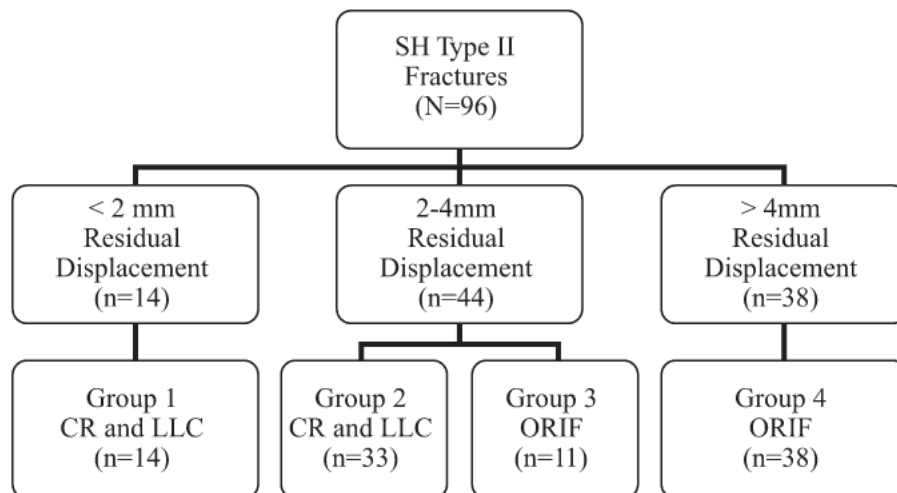 SH Type II
Fractures
(N=96)
< 2 mm
Residual
Displacement
(n=14)
2-4mm
Residual
Displacement
(n=44)
> 4mm
Residual
Displacement
(n=38)
Group 1
CR and LLC
(n=14)
Group 2
CR and LLC
(n=33)
Group 3
ORIF
(n=11)
Group 4
ORIF
(n=38)